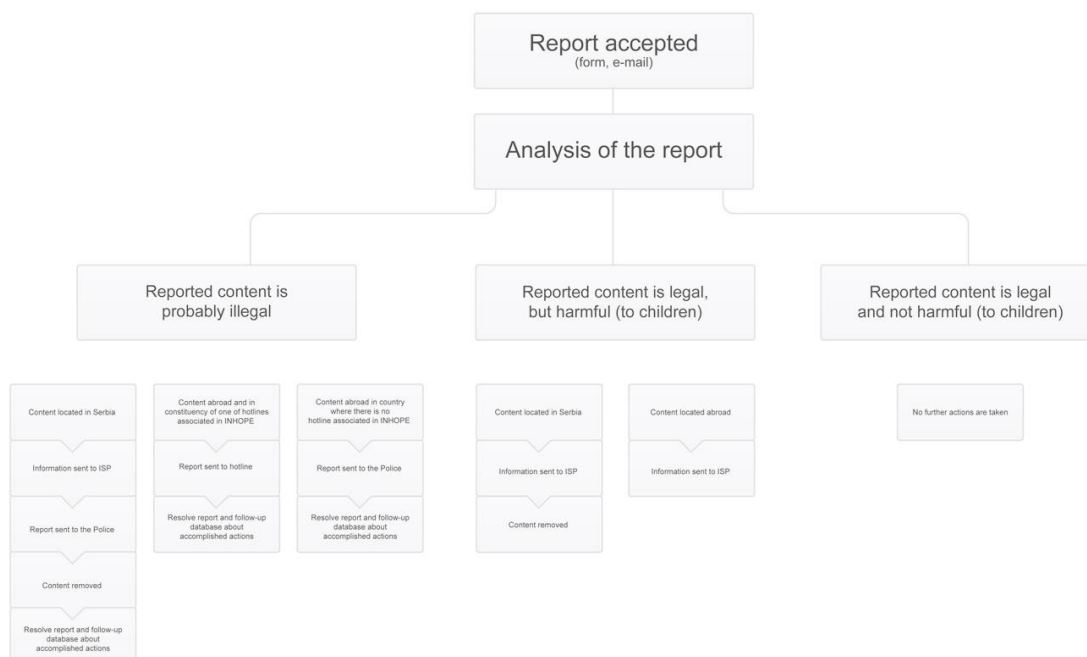 Report accepted
(form, e-mail)
Analysis of the report
Reported content is
probably illegal
Reported content is legal,
but harmful (to children)
Reported content is legal
and not harmful (to children)
Content located in Serbia
Information sent to ISP
Report sent to the Police
Content removed
Resolve report and follow-up
database about
accomplished actions
Content abroad and in
constituency of one of hotlines
associated in INHOPE
Report sent to hotline
Resolve report and follow-up
database about
accomplished actions
Content abroad in country
where there is no
hotline associated in INHOPE
Report sent to the Police
Resolve report and follow-up
database about
accomplished actions
Content located in Serbia
Information sent to ISP
Content removed
Content located abroad
Information sent to ISP
No further actions are taken